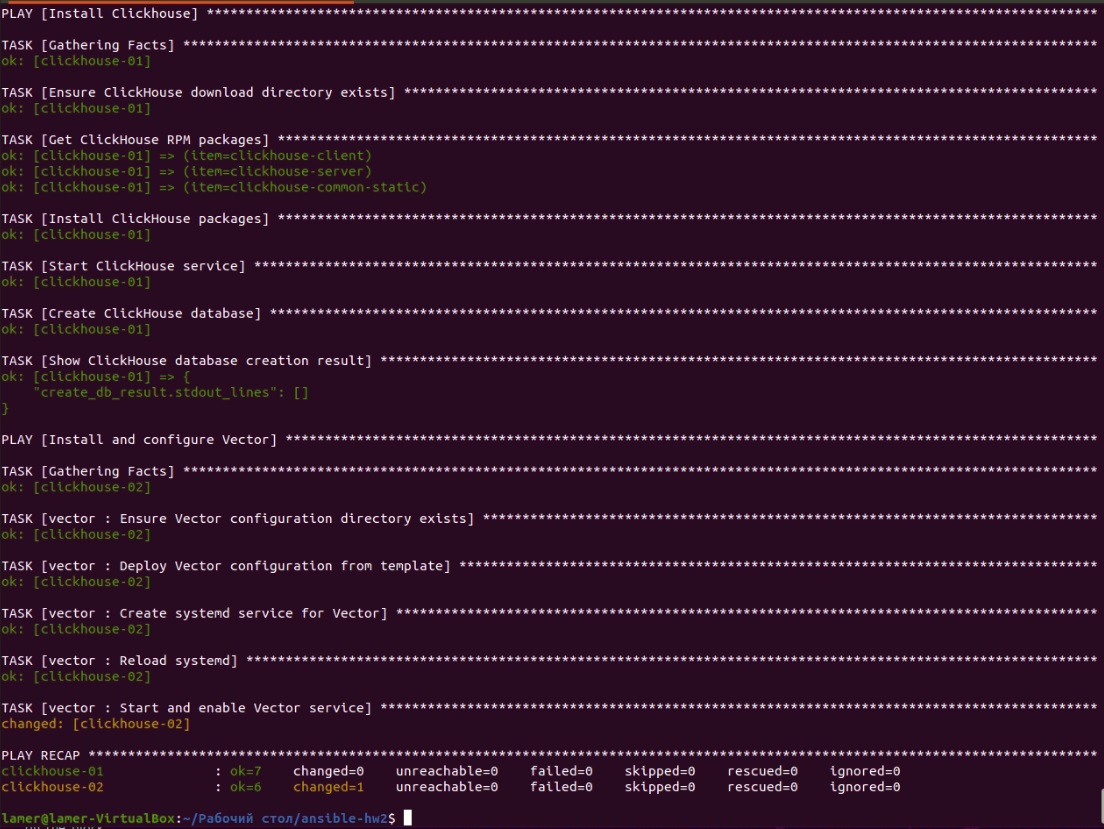 PLAY [Install Clickhouse] *****************************************************************************************************************
TASK [Gathering Facts] ********************************************************************************************************************
ok: [clickhouse-01]
TASK [Ensure ClickHouse download directory exists] ****************************************************************************************
ok: [clickhouse-01]
TASK [Get ClickHouse RPM packages] ********************************************************************************************************
ok: [clickhouse-01] => (item=clickhouse-client)
ok: [clickhouse-01] => (item=clickhouse-server)
ok: [clickhouse-01] => (item=clickhouse-common-static)
TASK [Install ClickHouse packages] ********************************************************************************************************
ok: [clickhouse-01]
TASK [Start ClickHouse service] ***********************************************************************************************************
ok: [clickhouse-01]
TASK [Create ClickHouse database] *********************************************************************************************************
ok: [clickhouse-01]
TASK [Show ClickHouse database creation result] *******************************************************************************************
ok: [clickhouse-01] => {
    "create_db_result.stdout_lines": []
}
PLAY [Install and configure Vector] *******************************************************************************************************
TASK [Gathering Facts] ********************************************************************************************************************
ok: [clickhouse-02]
TASK [vector : Ensure Vector configuration directory exists] ******************************************************************************
ok: [clickhouse-02]
TASK [vector : Deploy Vector configuration from template] *********************************************************************************
ok: [clickhouse-02]
TASK [vector : Create systemd service for Vector] *****************************************************************************************
ok: [clickhouse-02]
TASK [vector : Reload systemd] ************************************************************************************************************
ok: [clickhouse-02]
TASK [vector : Start and enable Vector service] *******************************************************************************************
changed: [clickhouse-02]
PLAY RECAP ********************************************************************************************************************************
clickhouse-01              : ok=7    changed=0    unreachable=0    failed=0    skipped=0    rescued=0    ignored=0
clickhouse-02              : ok=6    changed=1    unreachable=0    failed=0    skipped=0    rescued=0    ignored=0
lamer@lamer-VirtualBox:~/Рабочий стол/ansible-hw2$